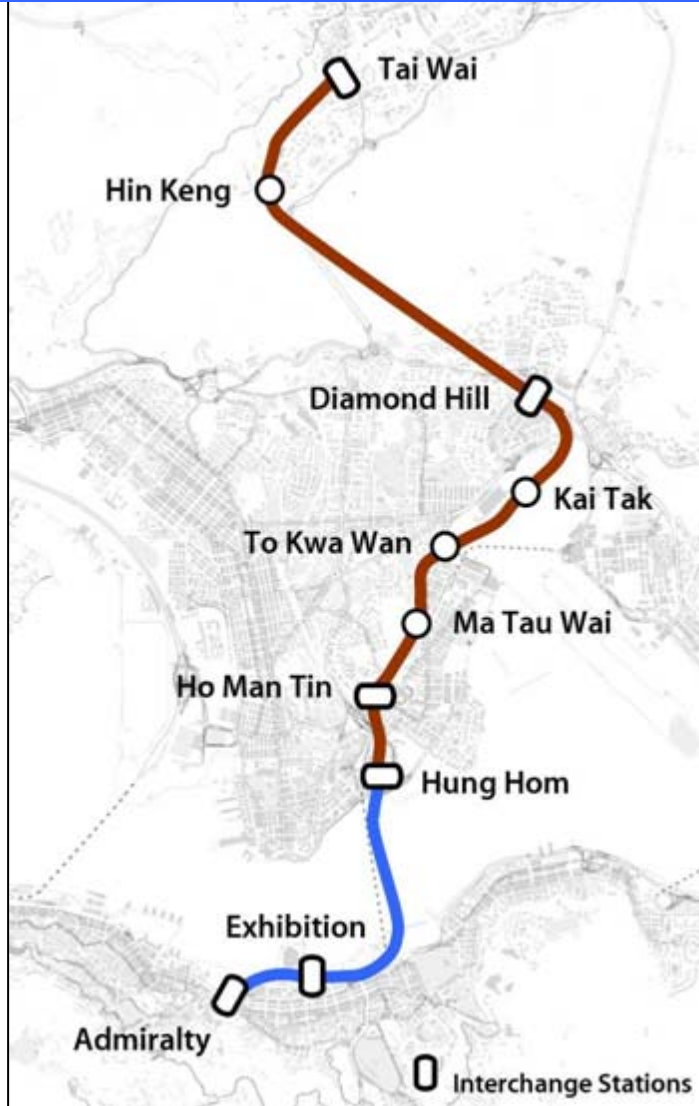 Tai Wai
Hin Keng
Diamond Hill
Kai Tak
To Kwa Wan
Ma Tau Wai
Ho Man Tin
Hung Hom
Exhibition
Admiralty
Interchange Stations